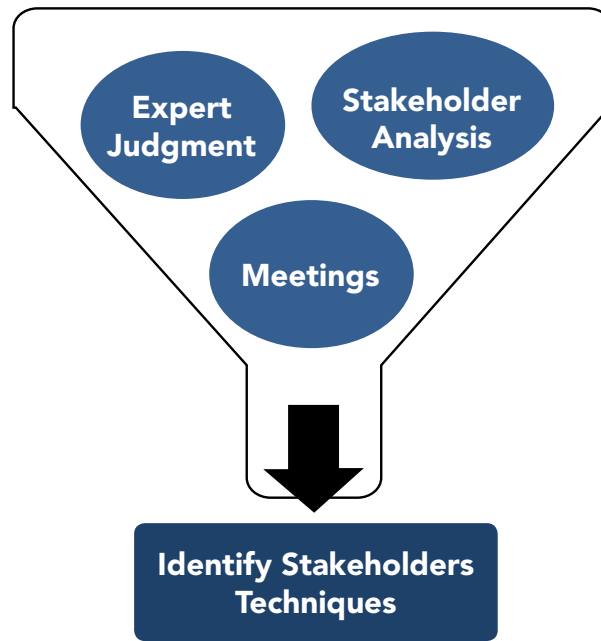 Expert
Judgment
Stakeholder
Analysis
Meetings
Identify Stakeholders
Techniques